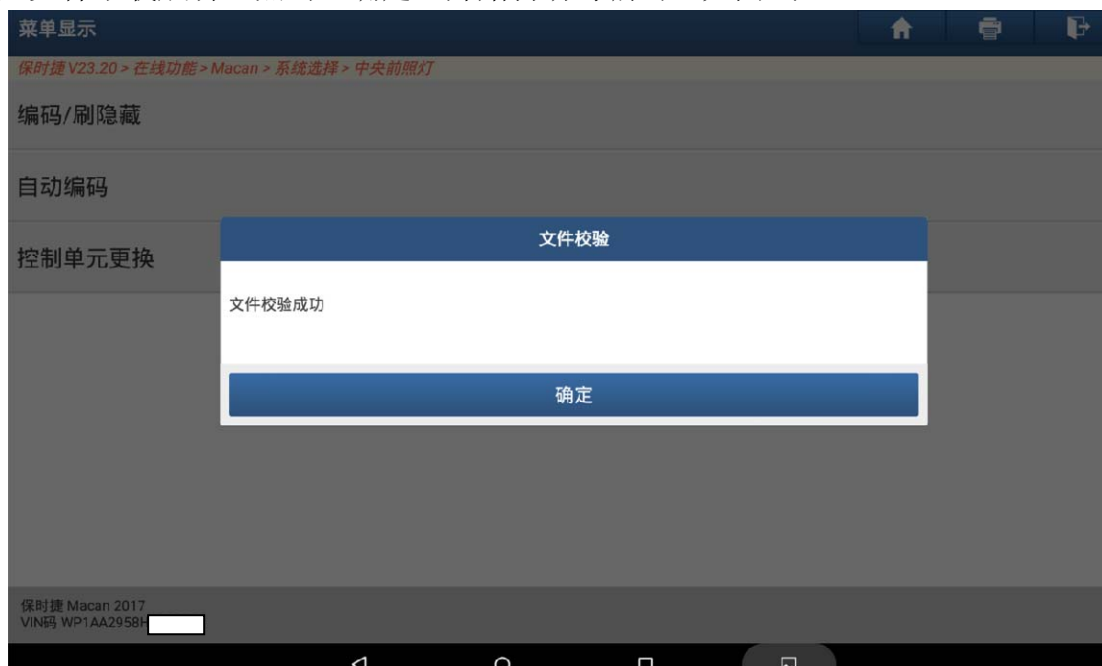 菜单显示
保时捷 V23.20 > 在线功能 > Macan > 系统选择 > 中央前照灯
编码/刷隐藏
自动编码
控制单元更换
文件校验
文件校验成功
确定
保时捷 Macan 2017
VIN码 WP1AA2958H